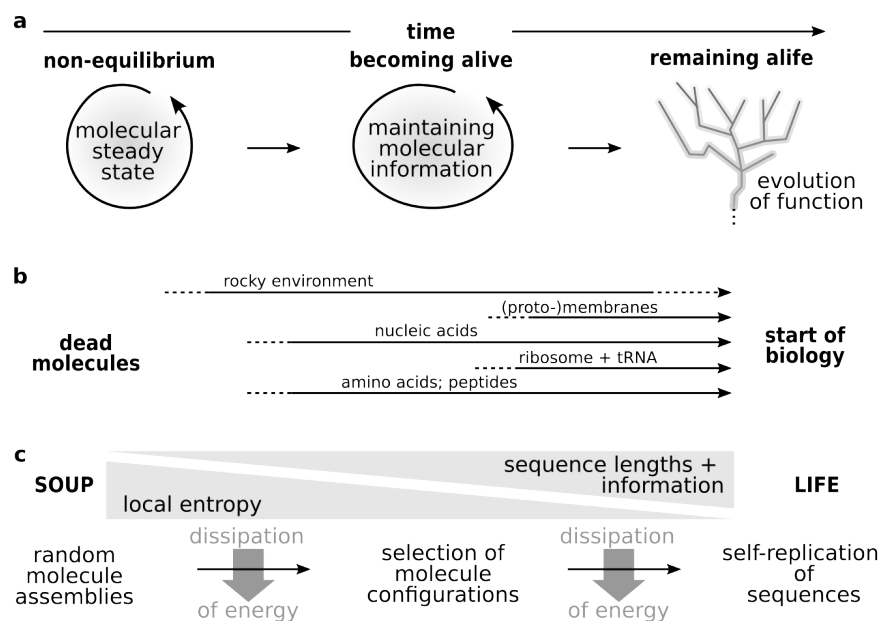 a
time
non-equilibrium
becoming alive
remaining alife
molecular
steady
state
maintaining
molecular
information
evolution
of function
b
rocky environment
(proto-)membranes
dead
molecules
nucleic acids
start of
biology
ribosome + tRNA
amino acids; peptides
c
SOUP
sequence lengths +
information
LIFE
local entropy
dissipation
of energy
dissipation
of energy
random
molecule
assemblies
selection of
molecule
configurations
self-replication
of
sequences